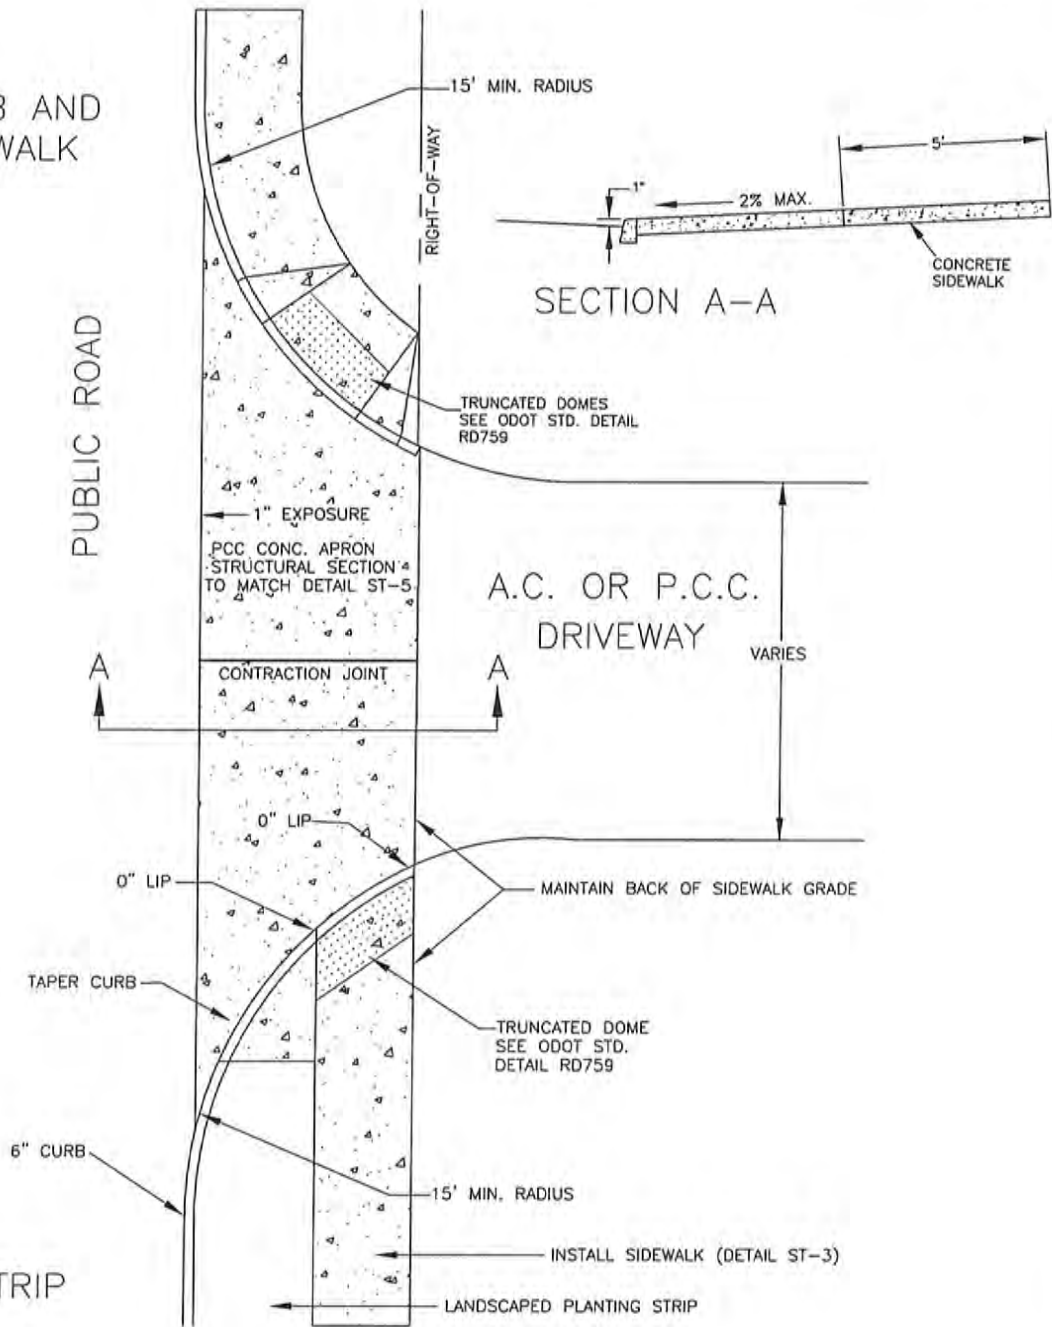 B AND
WALK
15' MIN. RADIUS
RIGHT-OF-WAY
5'
1"
2% MAX.
CONCRETE
SIDEWALK
SECTION A-A
PUBLIC ROAD
TRUNCATED DOMES
SEE ODOT STD. DETAIL
RD759
1" EXPOSURE
PCC CONC. APRON
STRUCTURAL SECTION
TO MATCH DETAIL ST-5
A.C. OR P.C.C.
DRIVEWAY
VARIES
A
A
CONTRACTION JOINT
0" LIP
0" LIP
MAINTAIN BACK OF SIDEWALK GRADE
TAPER CURB
TRUNCATED DOME
SEE ODOT STD.
DETAIL RD759
6" CURB
15' MIN. RADIUS
INSTALL SIDEWALK (DETAIL ST-3)
TRIP
LANDSCAPED PLANTING STRIP